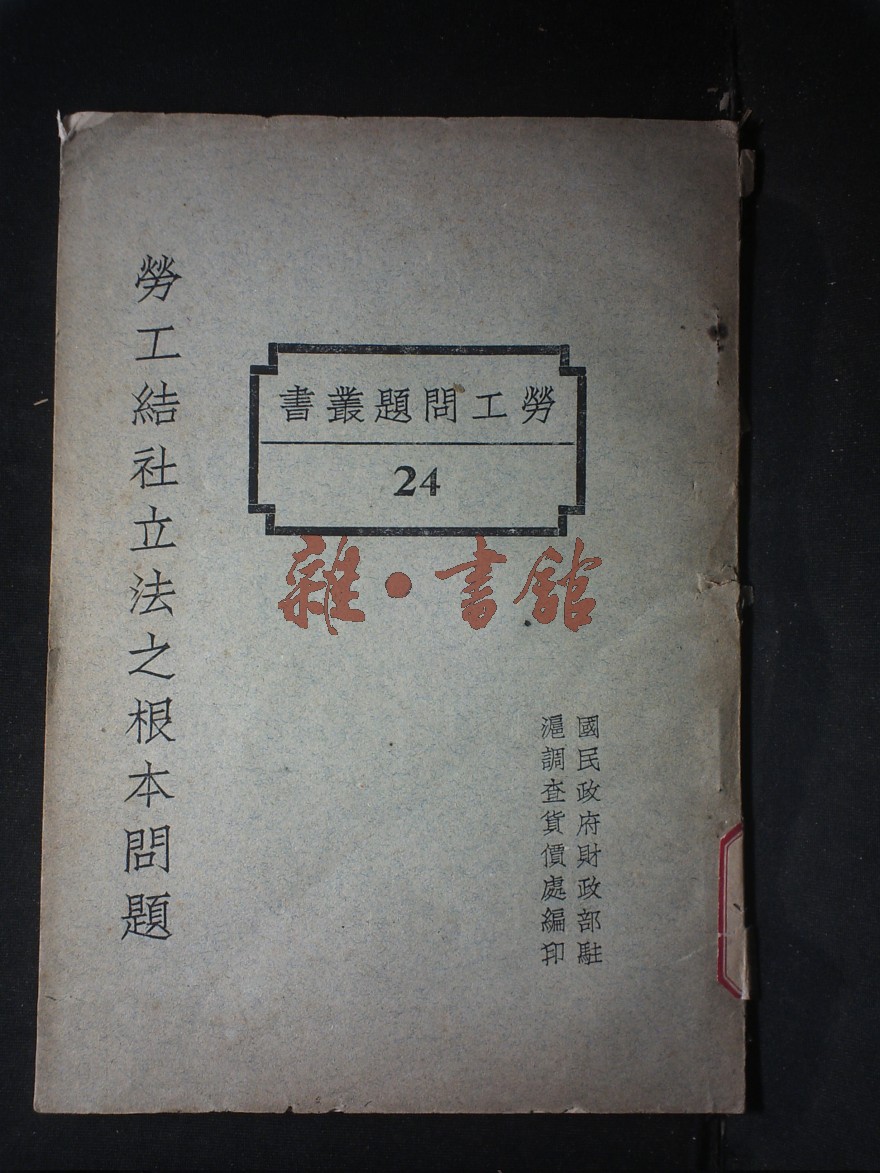 勞工問題叢書
24
勞工結社立法之根本問題
國民政府財政部駐
滬調查貨價處編印
雜·書舘